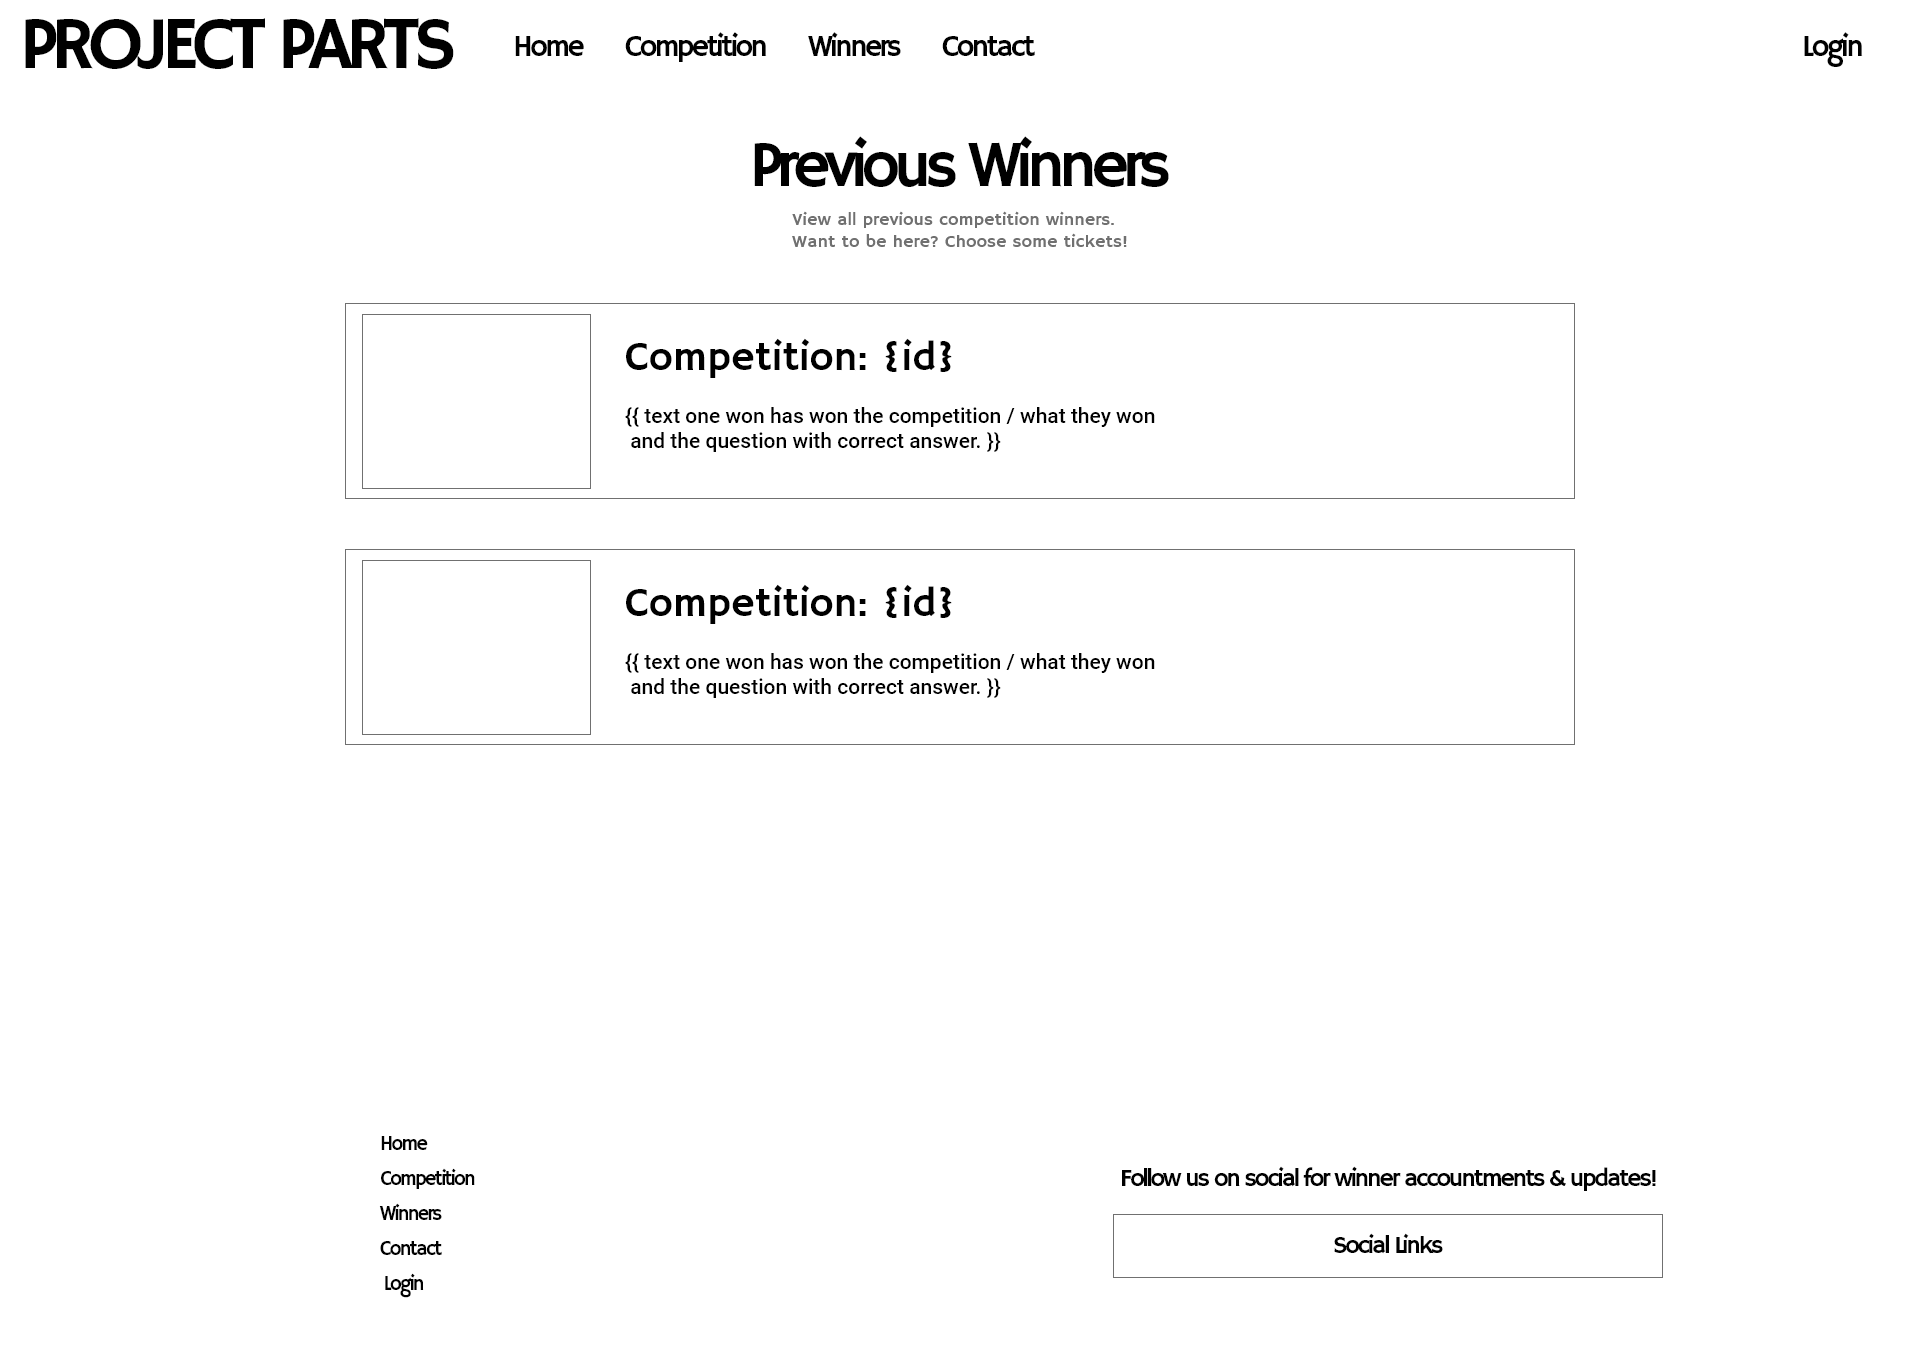 PROJECT PARTS Home Competition Winners Contact Login
Previous Winners
View all previous competition winners.
Want to be here? Choose some tickets!
Competition: {id}
{{ text one won has won the competition / what they won
and the question with correct answer. }}
Competition: {id}
{{ text one won has won the competition / what they won
and the question with correct answer. }}
Home
Competition
Winners
Contact
Login
Follow us on social for winner accountments & updates!
Social Links